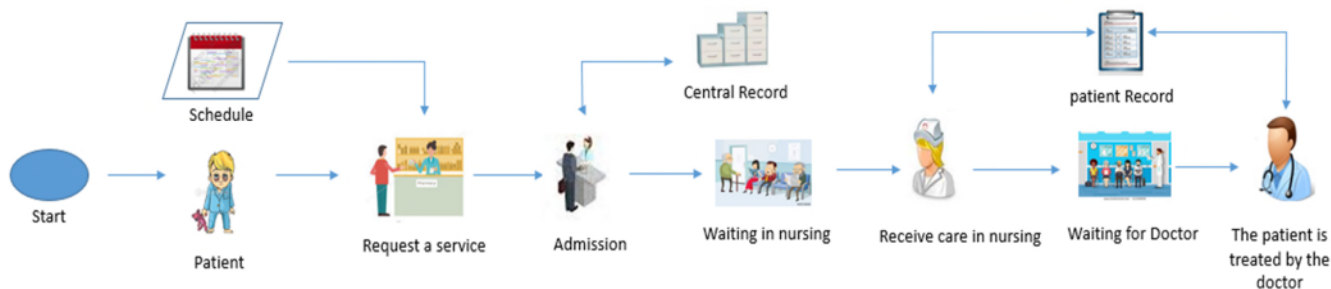 Schedule
Central Record
patient Record
Start
Patient
Request a service
Admission
Waiting in nursing
Receive care in nursing
Waiting for Doctor
The patient is
treated by the
doctor